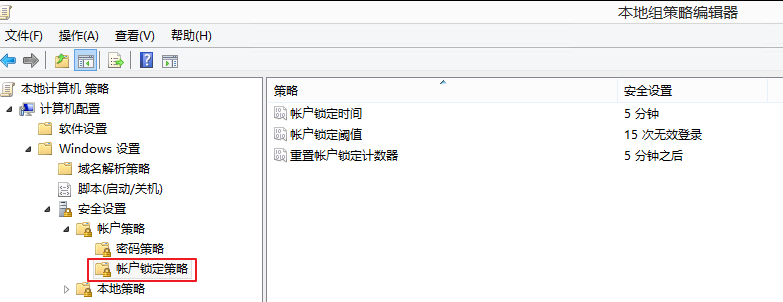 本地组策略编辑器
文件(F) 操作(A) 查看(V) 帮助(H)
本地计算机 策略
计算机配置
软件设置
Windows 设置
域名解析策略
脚本(启动/关机)
安全设置
帐户策略
密码策略
帐户锁定策略
本地策略
策略 安全设置
帐户锁定时间 5 分钟
帐户锁定阈值 15 次无效登录
重置帐户锁定计数器 5 分钟之后